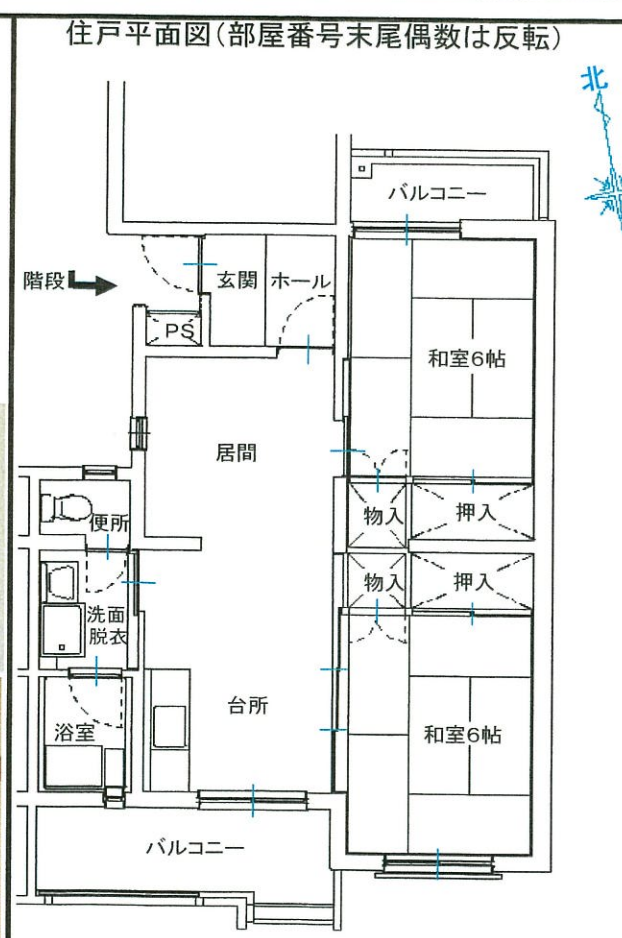 住戸平面図(部屋番号末尾偶数は反転)
北
バルコニー
階段
玄関
ホール
PS
和室6帖
居間
物入
押入
便所
物入
押入
洗面
脱衣
台所
和室6帖
浴室
バルコニー